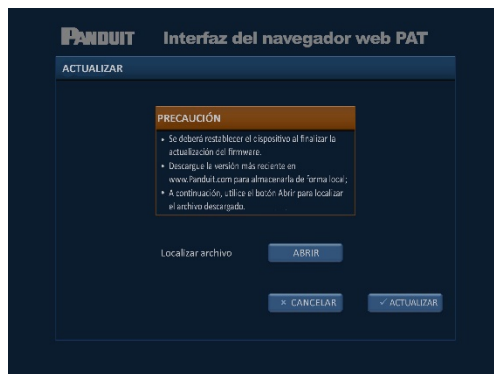 PANDUIT Interfaz del navegador web PAT
ACTUALIZAR
PRECAUCIÓN
• Se deberá restablecer el dispositivo al finalizar la
actualización del firmware.
• Descargue la versión más reciente en
www.Panduit.com para almacenarla de forma local;
• A continuación, utilice el botón Abrir para localizar
el archivo descargado.
Localizar archivo ABRIR
× CANCELAR ✓ ACTUALIZAR